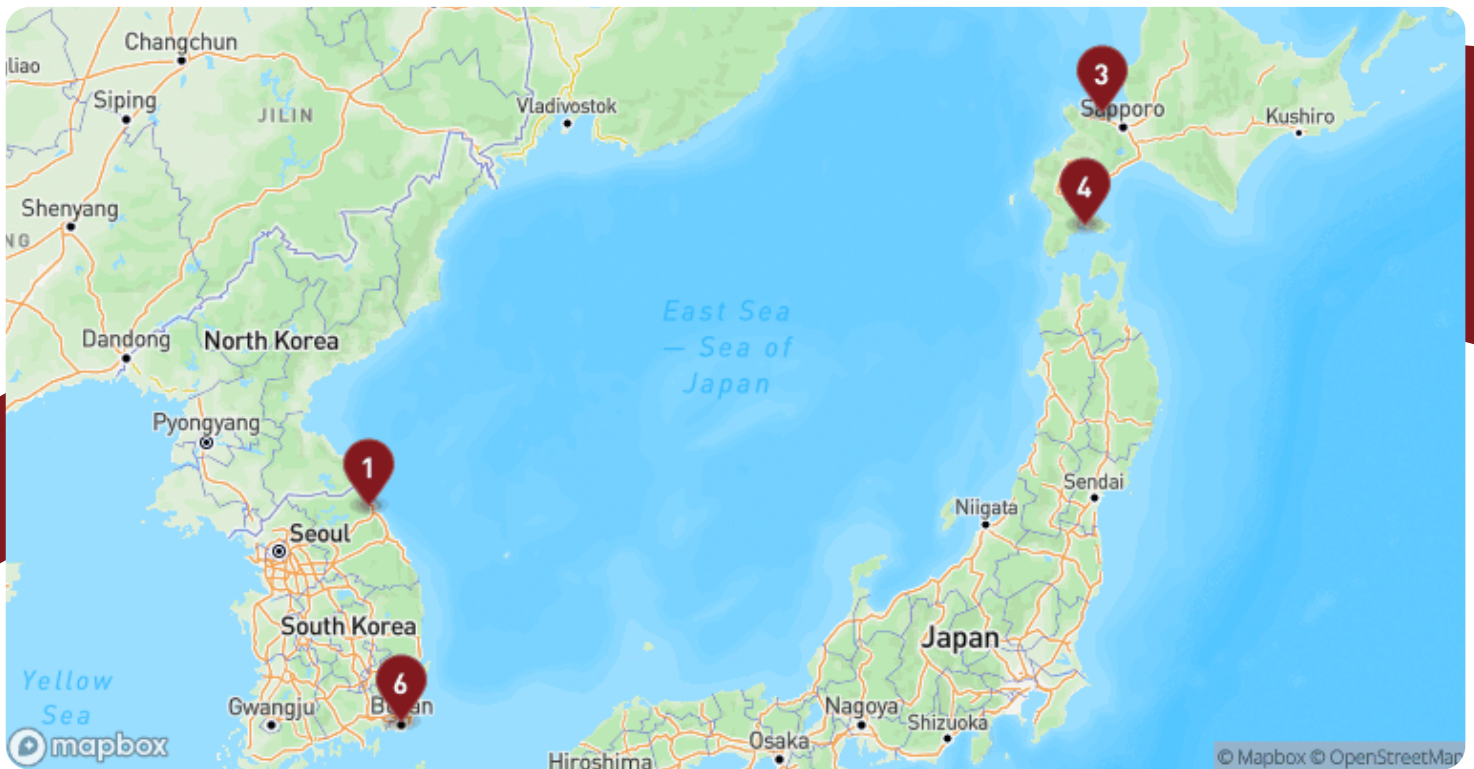 Changchun
liao
Siping
JILIN
Vladivostok
3
Sapporo
Kushiro
4
Shenyang
NG
East Sea
— Sea of
Japan
Dandong
North Korea
Pyongyang
1
Sendai
Niigata
Seoul
South Korea
Japan
Yellow
Sea
6
Gwangju
Nagoya
Shizuoka
Osaka
Hiroshima
mapbox
© Mapbox © OpenStreetMap